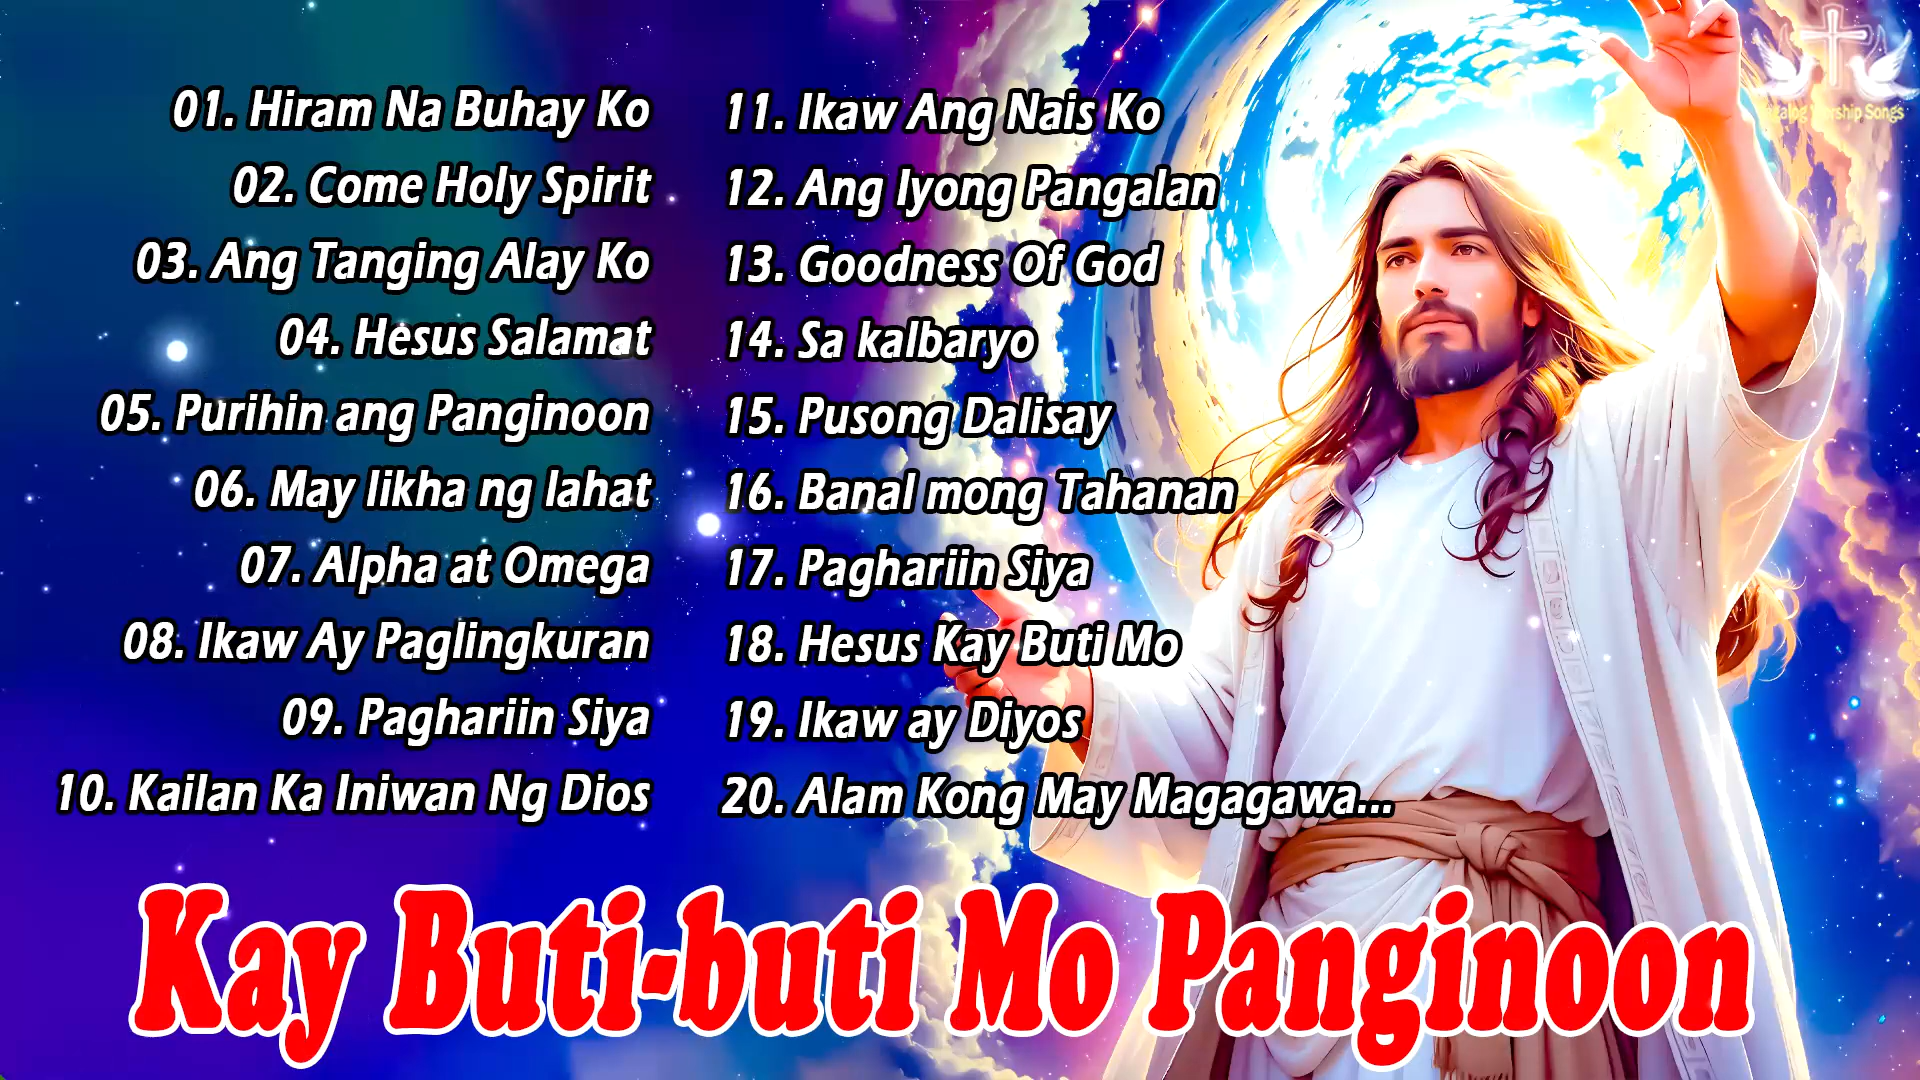 01. Hiram Na Buhay Ko
02. Come Holy Spirit
03. Ang Tanging Alay Ko
04. Hesus Salamat
05. Purihin ang Panginoon
06. May likha ng lahat
07. Alpha at Omega
08. Ikaw Ay Paglingkuran
09. Paghariin Siya
10. Kailan Ka Iniwan Ng Dios
11. Ikaw Ang Nais Ko
12. Ang Iyong Pangalan
13. Goodness Of God
14. Sa kalbaryo
15. Pusong Dalisay
16. Banal mong Tahanan
17. Paghariin Siya
18. Hesus Kay Buti Mo
19. Ikaw ay Diyos
20. Alam Kong May Magagawa...
Kay Buti-buti Mo Panginoon
Songs